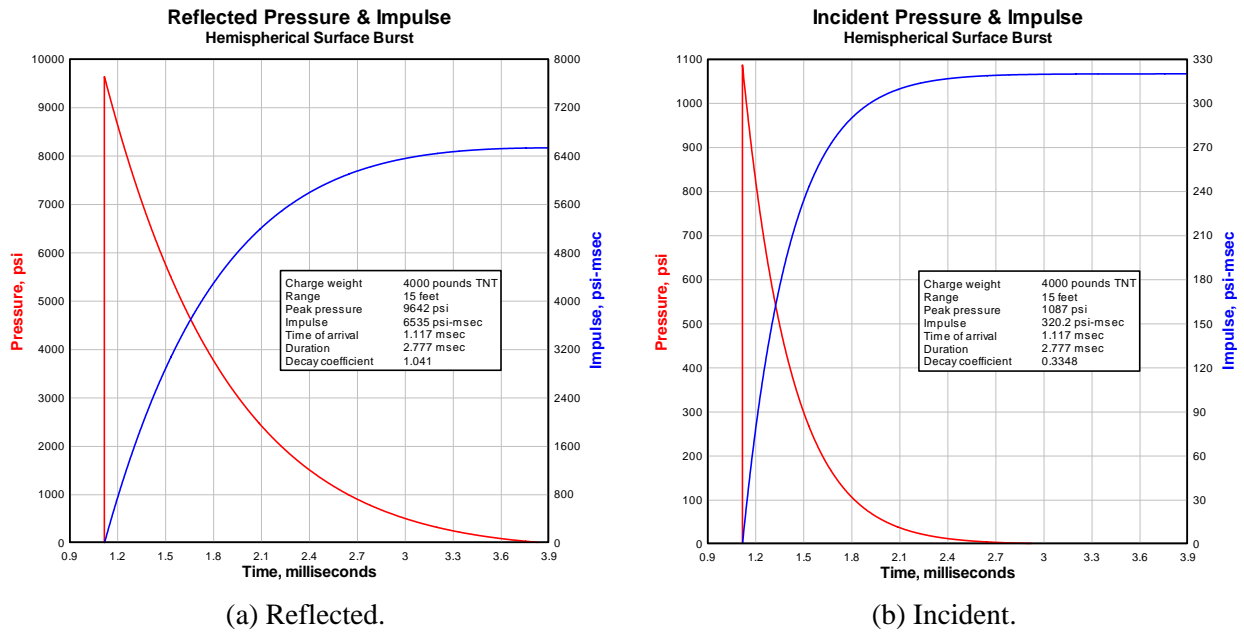 Reflected Pressure & Impulse
Hemispherical Surface Burst
10000
9000
8000
7000
6000
5000
4000
3000
2000
1000
0
8000
7200
6400
5600
4800
4000
3200
2400
1600
800
0
Pressure, psi
Impulse, psi-msec
Charge weight 4000 pounds TNT
Range 15 feet
Peak pressure 9642 psi
Impulse 6535 psi-msec
Time of arrival 1.117 msec
Duration 2.777 msec
Decay coefficient 1.041
0.9 1.2 1.5 1.8 2.1 2.4 2.7 3 3.3 3.6 3.9
Time, milliseconds
(a) Reflected.
Incident Pressure & Impulse
Hemispherical Surface Burst
1100
1000
900
800
700
600
500
400
300
200
100
0
330
300
270
240
210
180
150
120
90
60
30
0
Pressure, psi
Impulse, psi-msec
Charge weight 4000 pounds TNT
Range 15 feet
Peak pressure 1087 psi
Impulse 320.2 psi-msec
Time of arrival 1.117 msec
Duration 2.777 msec
Decay coefficient 0.3348
0.9 1.2 1.5 1.8 2.1 2.4 2.7 3 3.3 3.6 3.9
Time, milliseconds
(b) Incident.